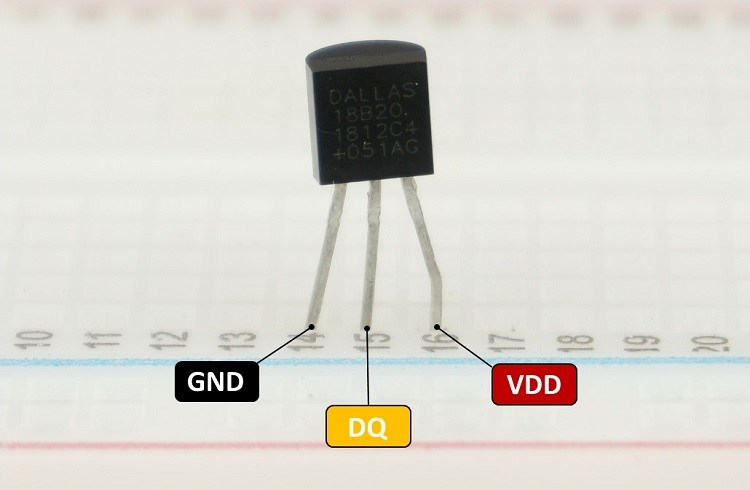 DALLAS
18B20
1812C4
+051AG
10 11 12 13 14 15 16 17 18 19 20
GND
VDD
DQ